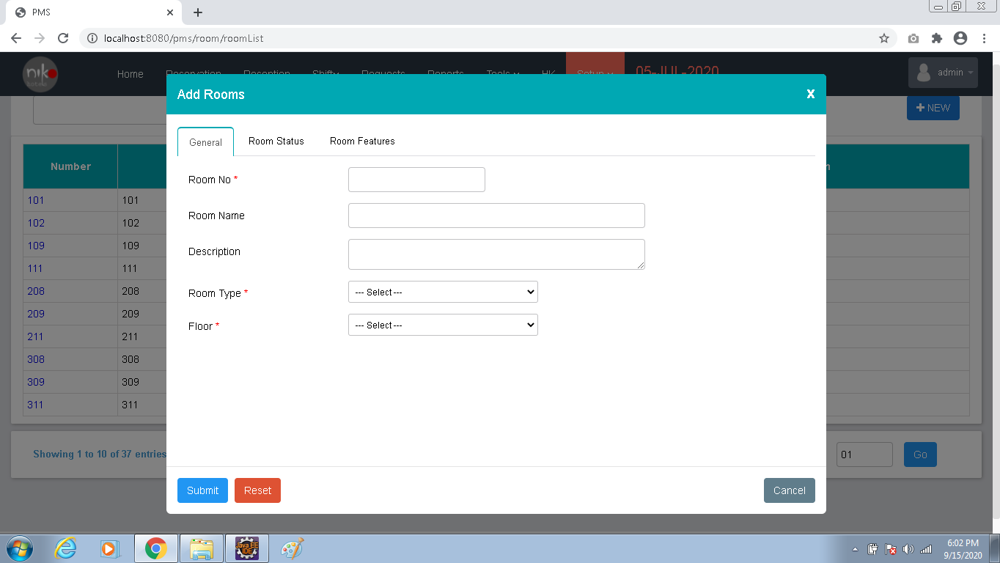 PMS
localhost:8080/pms/room/roomList
nik
Home Reservation Reception Shifts Requests Reports Tools HK Setup 05-JUL-2020 admin
Add Rooms X
NEW
General Room Status Room Features
Number
Room No *
Room Name
Description
Room Type * --- Select ---
Floor * --- Select ---
101 101
102 102
109 109
111 111
208 208
209 209
211 211
308 308
309 309
311 311
Showing 1 to 10 of 37 entries 01 Go
Submit Reset Cancel
Java EE
IDE
6:02 PM
9/15/2020